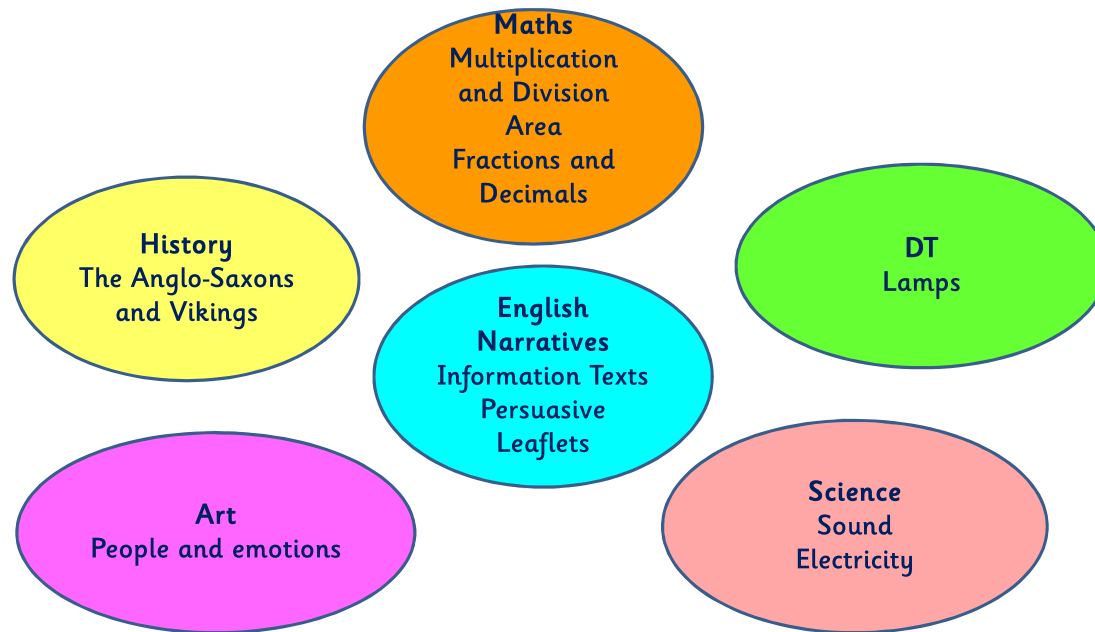 Maths
Multiplication
and Division
Area
Fractions and
Decimals
History
The Anglo-Saxons
and Vikings
DT
Lamps
English
Narratives
Information Texts
Persuasive
Leaflets
Art
People and emotions
Science
Sound
Electricity